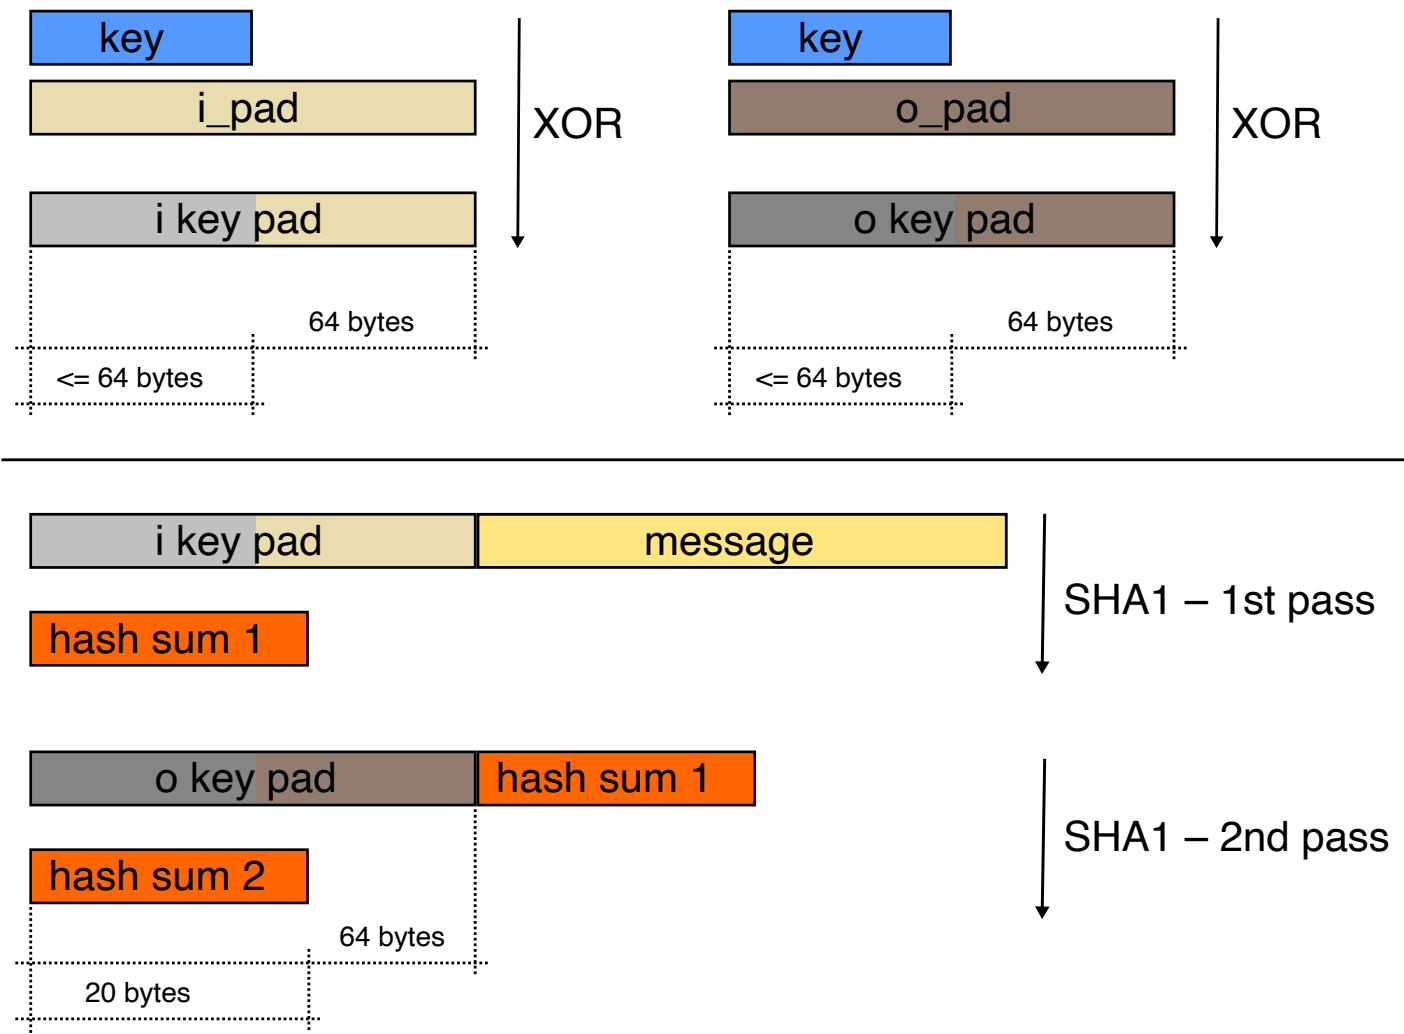 key
i_pad
XOR
i key pad
64 bytes
<= 64 bytes
key
o_pad
XOR
o key pad
64 bytes
<= 64 bytes
i key pad
message
SHA1 – 1st pass
hash sum 1
o key pad
hash sum 1
SHA1 – 2nd pass
hash sum 2
64 bytes
20 bytes